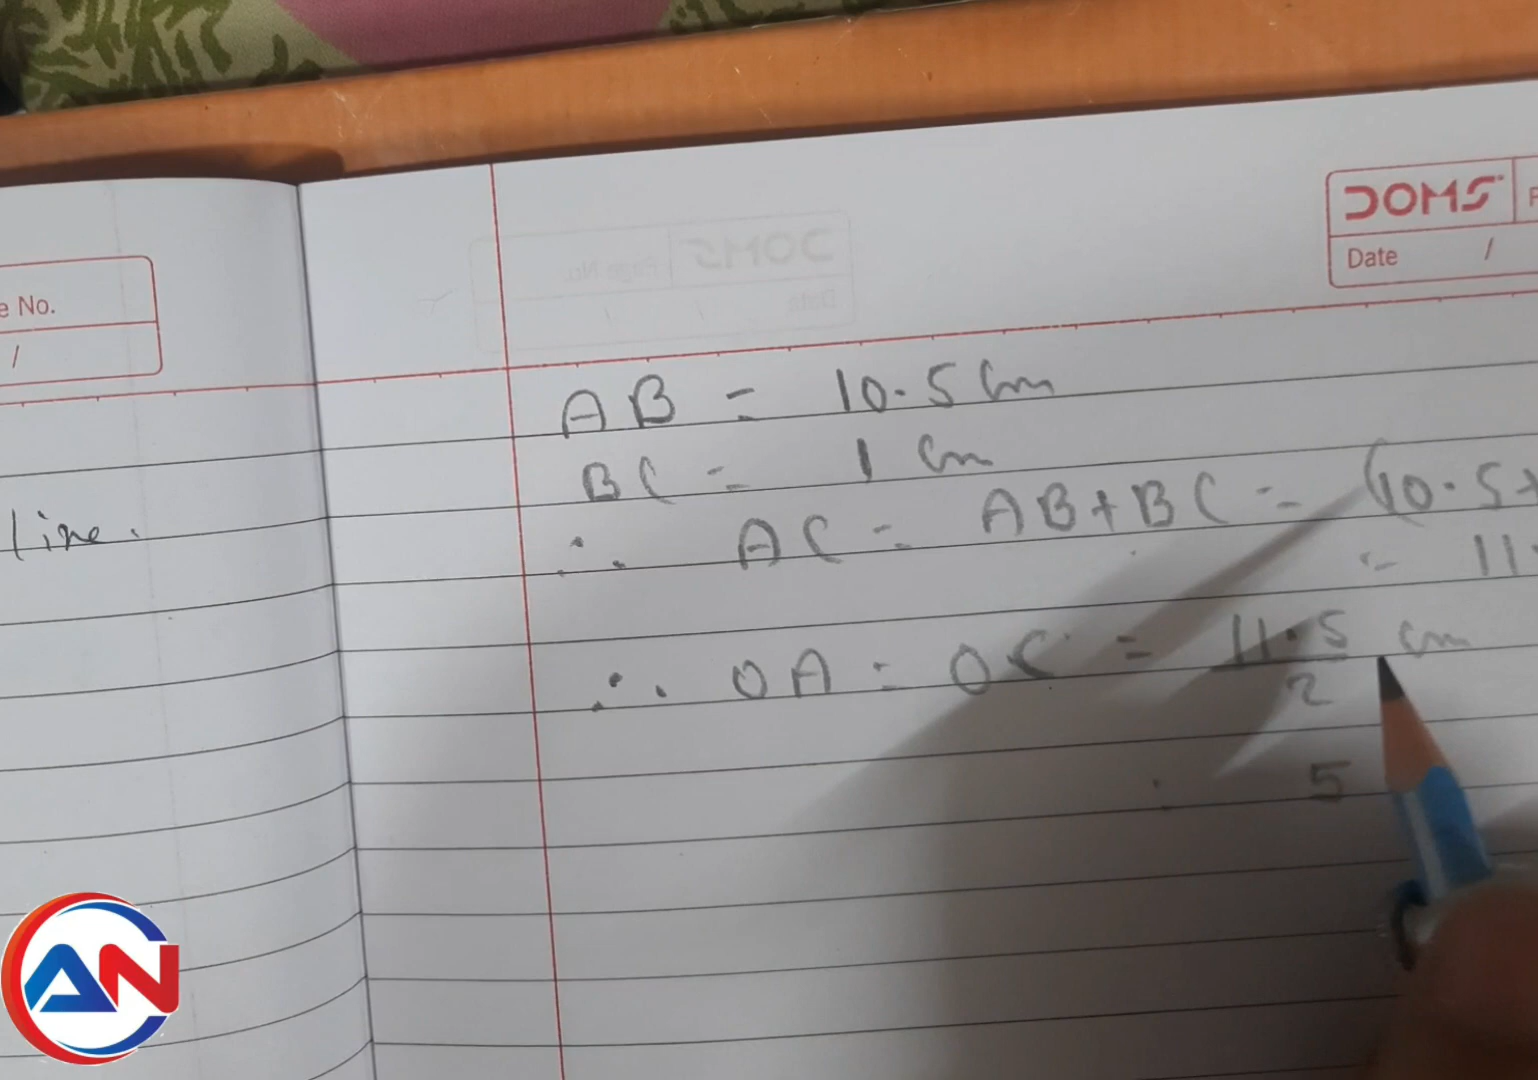 DOMS
Date /
e No.
/
AB = 10.5 cm
BC = 1 cm
line.
∴ AC = AB+BC = (10.5+
= 11.
∴ OA = OC = 11.5/2 cm
5
AN